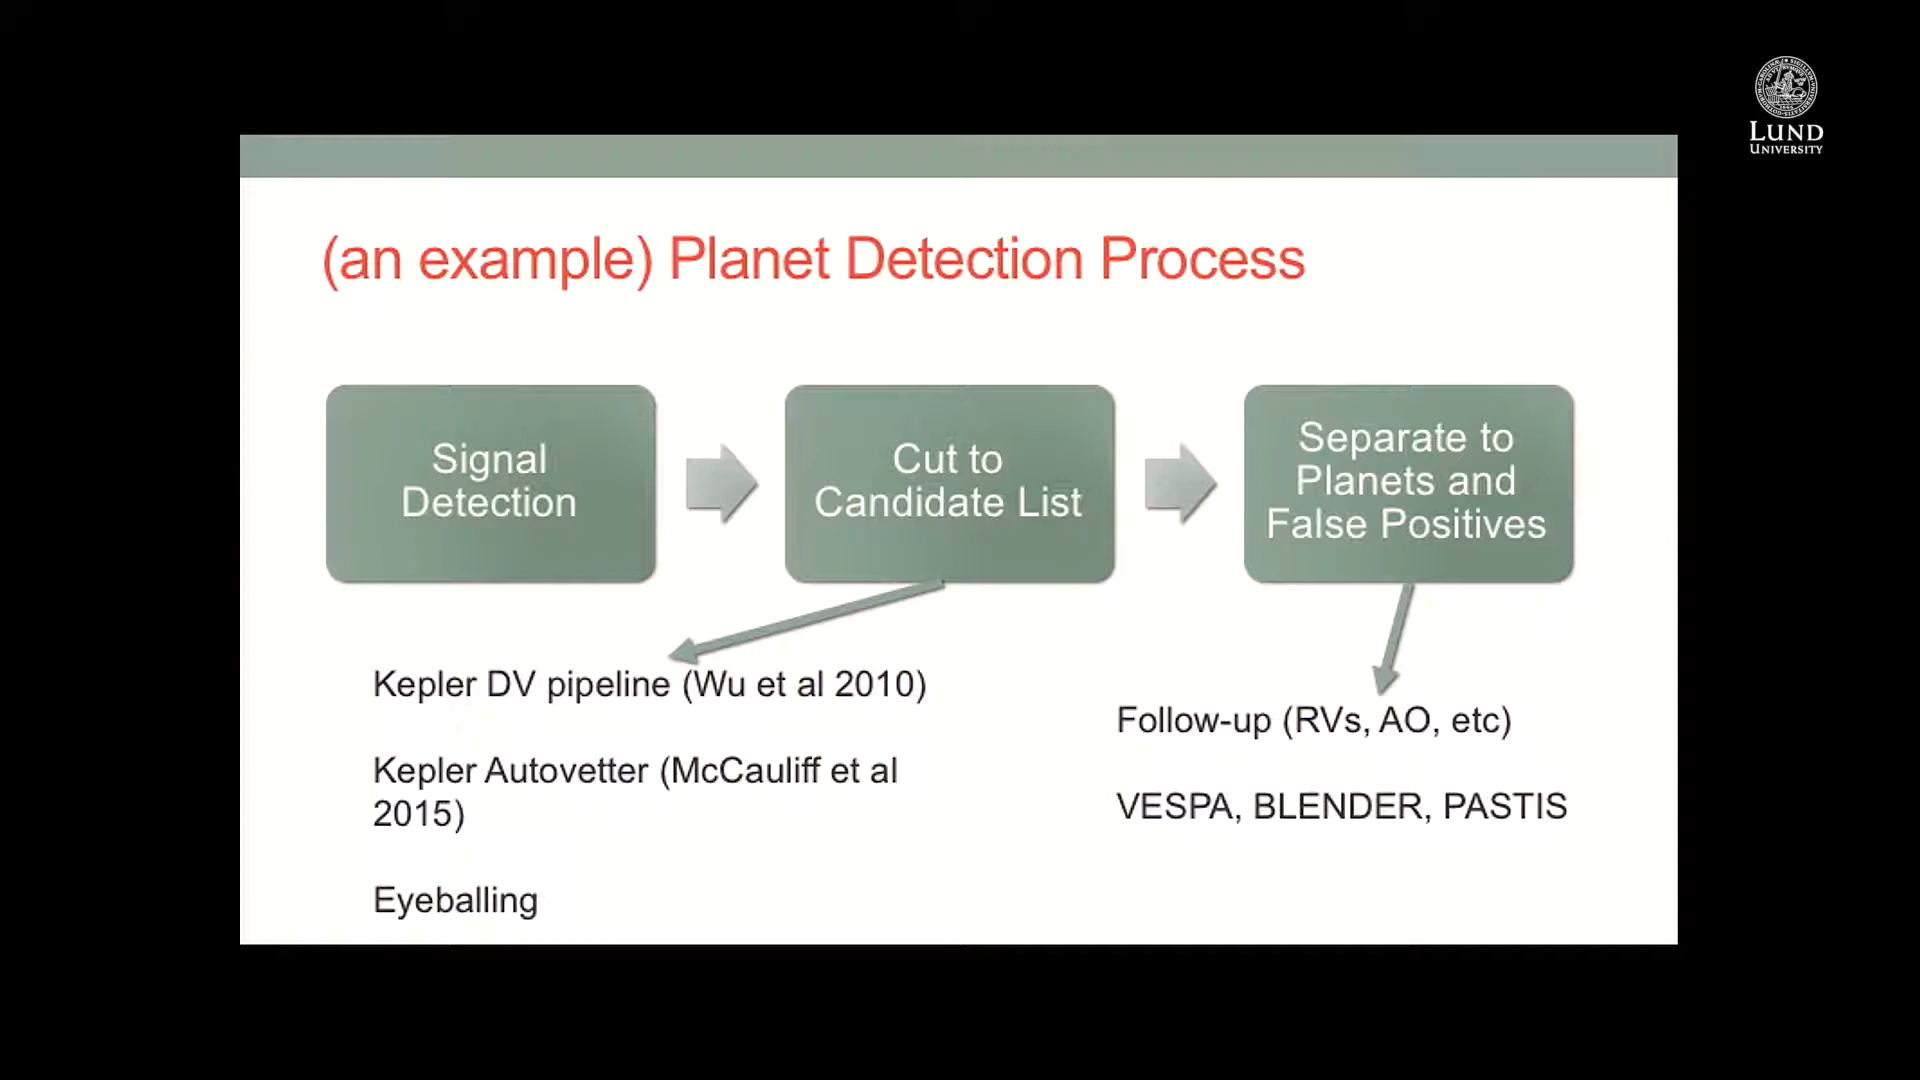 LUND
UNIVERSITY
(an example) Planet Detection Process
Signal
Detection
Cut to
Candidate List
Separate to
Planets and
False Positives
Kepler DV pipeline (Wu et al 2010)
Kepler Autovetter (McCauliff et al
2015)
Eyeballing
Follow-up (RVs, AO, etc)
VESPA, BLENDER, PASTIS